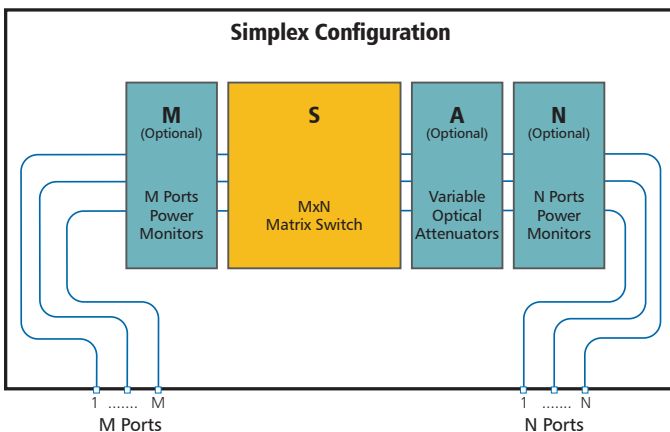 Simplex Configuration
M
(Optional)
M Ports
Power
Monitors
S
MxN
Matrix Switch
A
(Optional)
Variable
Optical
Attenuators
N
(Optional)
N Ports
Power
Monitors
1 ....... M
M Ports
1 ....... N
N Ports